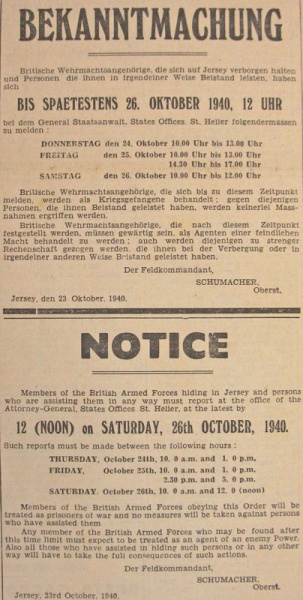 BEKANNTMACHUNG
Britische Wehrmachtsangehörige, die sich auf Jersey verborgen halten
und Personen die ihnen in irgendeiner Weise Beistand leisten, haben
sich
BIS SPAETESTENS 26. OKTOBER 1940, 12 UHR
bei dem General Staatsanwalt, States Offices. St. Helier folgendermassen
zu melden :
DONNERSTAG den 24. Oktober 10.00 Uhr bis 13.00 Uhr
FREITAG den 25. Oktober 10.00 Uhr bis 13.00 Uhr
14.30 Uhr bis 17.00 Uhr
SAMSTAG den 26. Oktober 10.00 Uhr bis 12.00 Uhr
Britische Wehrmachtsangehörige, die sich bis zu diesem Zeitpunkt
melden, werden als Kriegsgefangene behandelt ; gegen diejenigen
Personen, die ihnen Beistand geleistet haben, werden keinerlei Mass-
nahmen ergriffen werden.
Britische Wehrmachtsangehörige, die nach diesem Zeitpunkt
festgestellt werden, müssen gewärtig sein, als Agenten einer feindlichen
Macht behandelt zu werden ; auch werden diejenigen zu strenger
Rechenschaft gezogen werden, die ihnen bei der Verbergung oder in
irgendeiner anderen Weise Beistand geleistet haben.
Der Feldkommandant,
SCHUMACHER,
Oberst.
Jersey, den 23 Oktober, 1940.
NOTICE
Members of the British Armed Forces hiding in Jersey and persons
who are assisting them in any way must report at the office of the
Attorney-General, States Offices, St. Helier, at the latest by
12 (NOON) on SATURDAY, 26th OCTOBER, 1940.
Such reports must be made between the following hours :
THURSDAY, October 24th, 10. 0 a.m. and 1. 0 p.m,
FRIDAY, October 25th, 10. 0 a.m. and 1. 0 p.m,
2.30 p.m. and 5. 0 p.m.
SATURDAY. October 26th, 10. 0 a.m. and 12. 0 (noon)
Members of the British Armed Forces obeying this Order will be
treated as prisoners of war and no measures will be taken against persons
who have assisted them
Any member of the British Armed Forces who may be found after
this time limit must expect to be treated as an agent of an enemy Power.
Also all those who have assisted in hiding such persons or in any other
way will have to take the full consequences of such actions.
Der Feldkommandant,
SCHUMACHER,
Oberst.
Jersey, 23rd October, 1940.